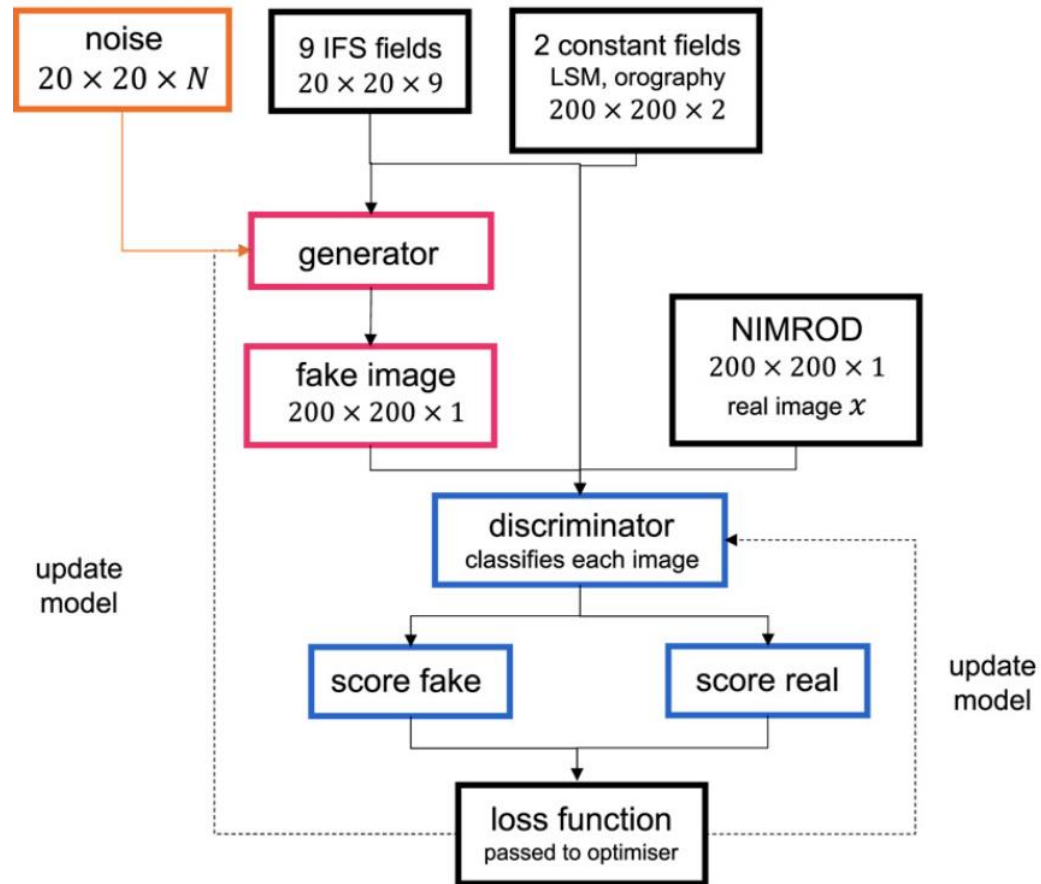 noise
20 × 20 × N
9 IFS fields
20 × 20 × 9
2 constant fields
LSM, orography
200 × 200 × 2
generator
fake image
200 × 200 × 1
NIMROD
200 × 200 × 1
real image x
discriminator
classifies each image
update
model
score fake
score real
update
model
loss function
passed to optimiser